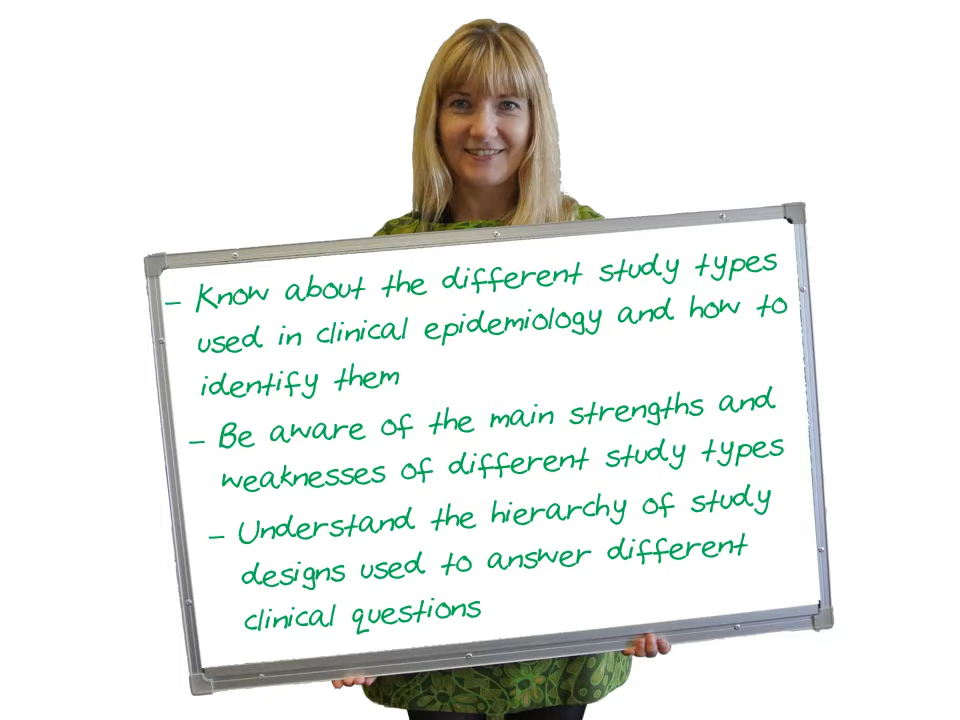 - Know about the different study types
used in clinical epidemiology and how to
identify them
- Be aware of the main strengths and
weaknesses of different study types
- Understand the hierarchy of study
designs used to answer different
clinical questions